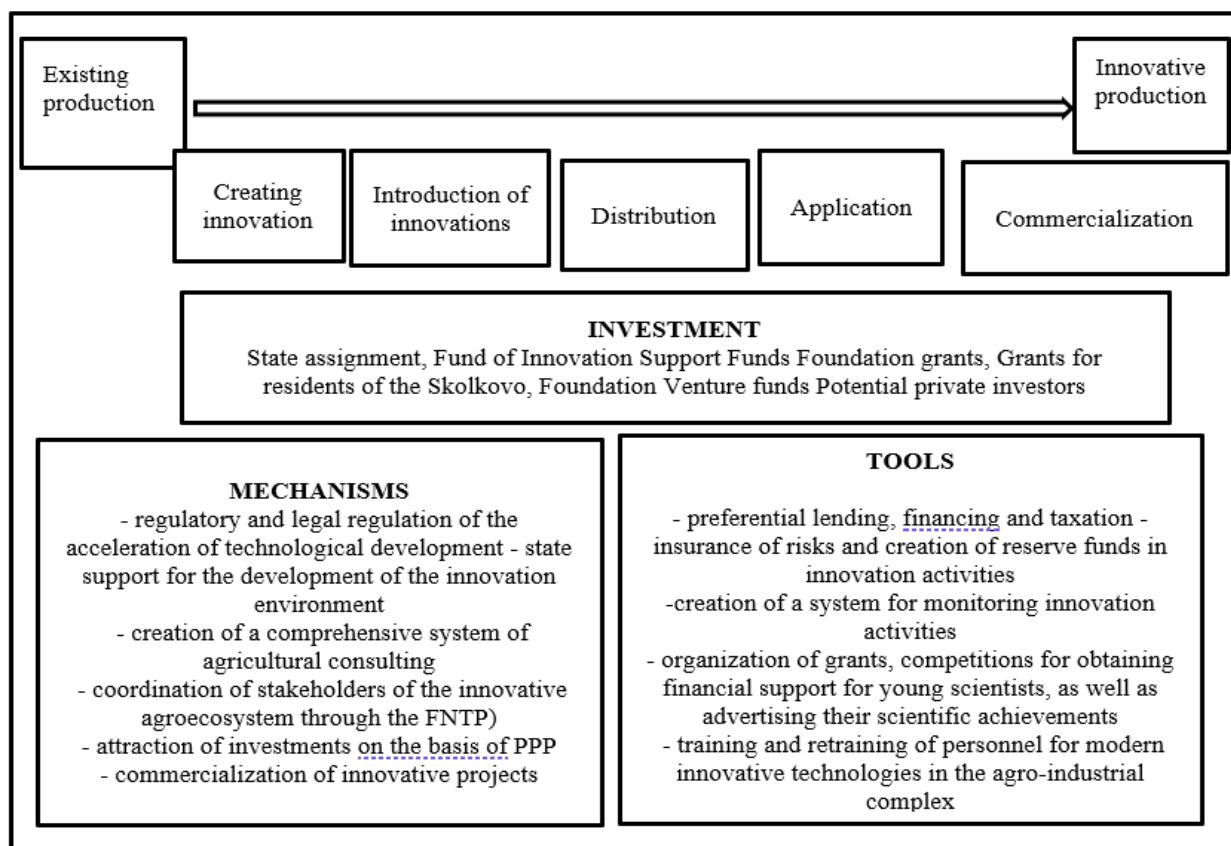 Existing
production
Innovative
production
Creating
innovation
Introduction of
innovations
Distribution
Application
Commercialization
INVESTMENT
State assignment, Fund of Innovation Support Funds Foundation grants, Grants for
residents of the Skolkovo, Foundation Venture funds Potential private investors
MECHANISMS
- regulatory and legal regulation of the
acceleration of technological development - state
support for the development of the innovation
environment
- creation of a comprehensive system of
agricultural consulting
- coordination of stakeholders of the innovative
agroecosystem through the FNTP)
- attraction of investments on the basis of PPP
- commercialization of innovative projects
TOOLS
- preferential lending, financing and taxation -
insurance of risks and creation of reserve funds in
innovation activities
-creation of a system for monitoring innovation
activities
- organization of grants, competitions for obtaining
financial support for young scientists, as well as
advertising their scientific achievements
- training and retraining of personnel for modern
innovative technologies in the agro-industrial
complex